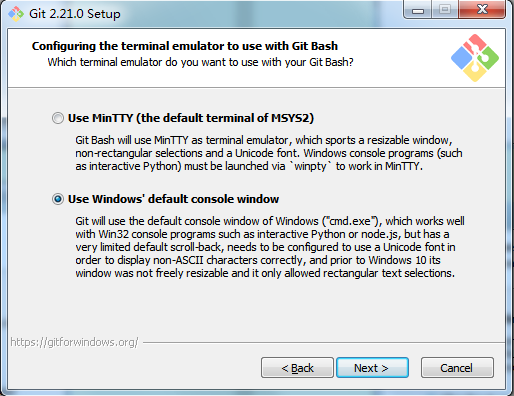 Git 2.21.0 Setup
Configuring the terminal emulator to use with Git Bash
Which terminal emulator do you want to use with your Git Bash?
Use MinTTY (the default terminal of MSYS2)
Git Bash will use MinTTY as terminal emulator, which sports a resizable window,
non-rectangular selections and a Unicode font. Windows console programs (such
as interactive Python) must be launched via `winpty` to work in MinTTY.
Use Windows' default console window
Git will use the default console window of Windows ("cmd.exe"), which works well
with Win32 console programs such as interactive Python or node.js, but has a
very limited default scroll-back, needs to be configured to use a Unicode font in
order to display non-ASCII characters correctly, and prior to Windows 10 its
window was not freely resizable and it only allowed rectangular text selections.
https://gitforwindows.org/
< Back
Next >
Cancel